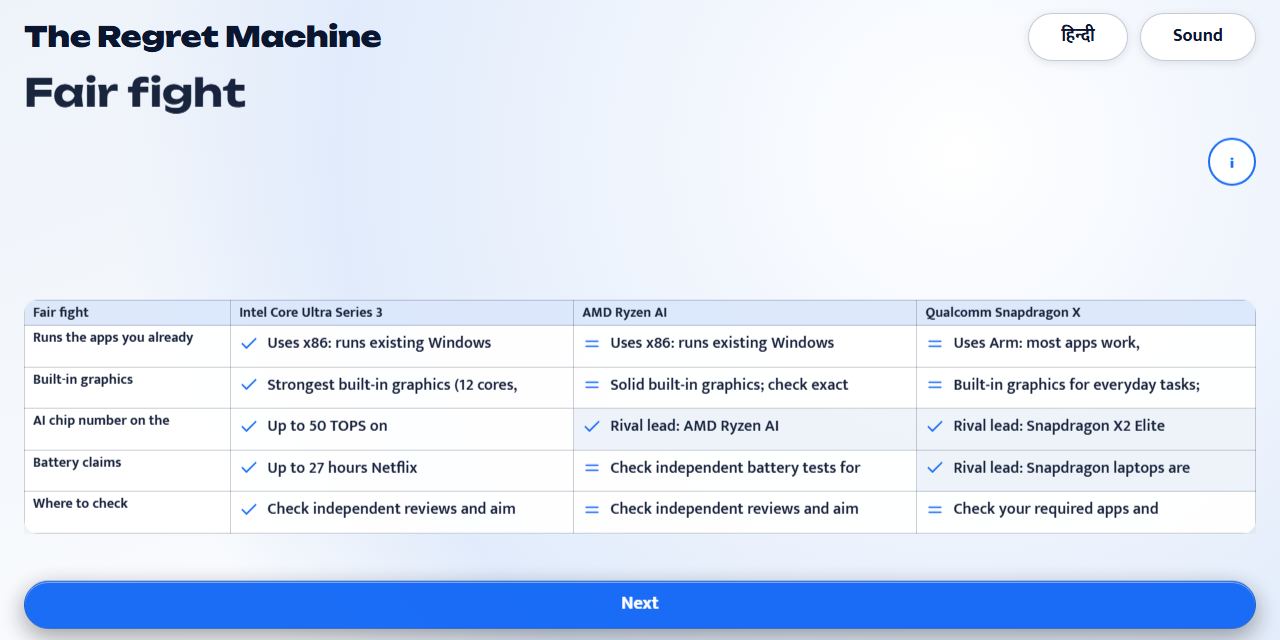 The Regret Machine
हिन्दी
Sound
Fair fight
i
Fair fight
Intel Core Ultra Series 3
AMD Ryzen AI
Qualcomm Snapdragon X
Runs the apps you already
Uses x86: runs existing Windows
Uses x86: runs existing Windows
Uses Arm: most apps work,
Built-in graphics
Strongest built-in graphics (12 cores,
Solid built-in graphics; check exact
Built-in graphics for everyday tasks;
AI chip number on the
Up to 50 TOPS on
Rival lead: AMD Ryzen AI
Rival lead: Snapdragon X2 Elite
Battery claims
Up to 27 hours Netflix
Check independent battery tests for
Rival lead: Snapdragon laptops are
Where to check
Check independent reviews and aim
Check independent reviews and aim
Check your required apps and
Next